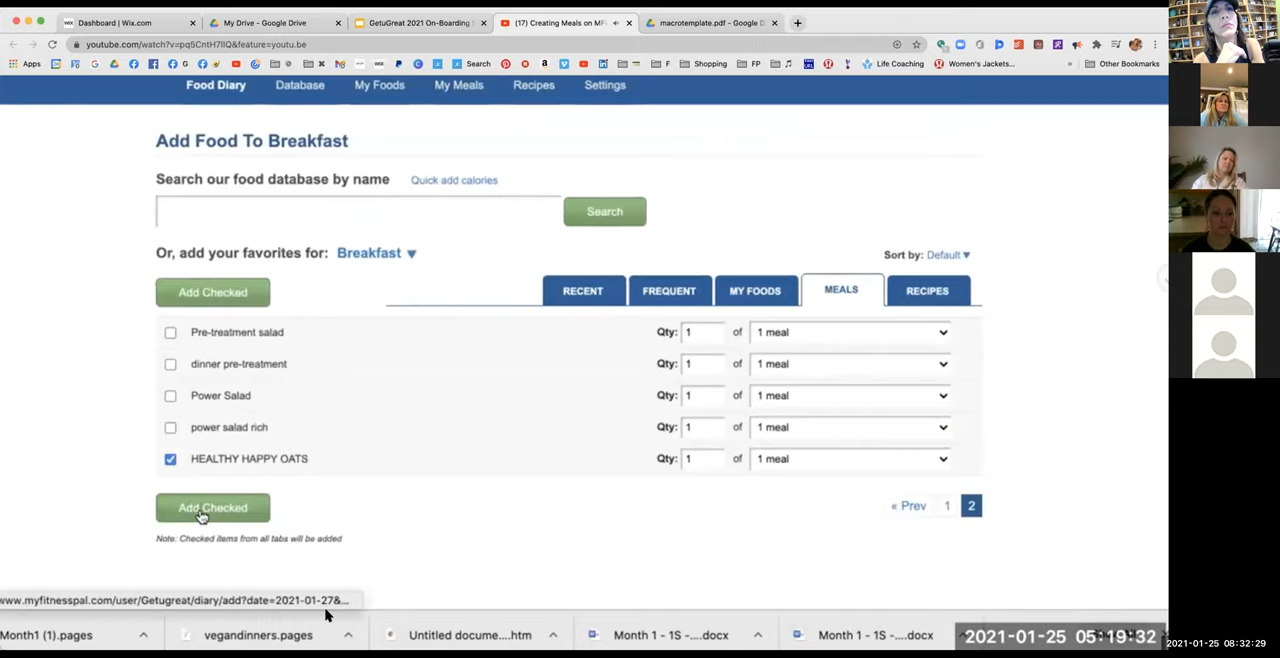 Dashboard | Wix.com
My Drive - Google Drive
GetuGreat 2021 On-Boarding
(17) Creating Meals on MF
macrotemplate.pdf - Google D
youtube.com/watch?v=pq5CntH7lIQ&feature=youtu.be
Apps
G
F
Search
F
Shopping
FP
Life Coaching
Women's Jackets...
Other Bookmarks
Food Diary Database My Foods My Meals Recipes Settings
Add Food To Breakfast
Search our food database by name Quick add calories
Search
Or, add your favorites for: Breakfast ▼
Sort by: Default ▼
Add Checked
RECENT FREQUENT MY FOODS MEALS RECIPES
Pre-treatment salad Qty: 1 of 1 meal
dinner pre-treatment Qty: 1 of 1 meal
Power Salad Qty: 1 of 1 meal
power salad rich Qty: 1 of 1 meal
HEALTHY HAPPY OATS Qty: 1 of 1 meal
Add Checked
« Prev 1 2
Note: Checked items from all tabs will be added
www.myfitnesspal.com/user/Getugreat/diary/add?date=2021-01-27&...
Month1 (1).pages
vegandinners.pages
Untitled docume....htm
Month 1 - 1S -....docx
Month 1 - 1S -....docx
2021-01-25 05:19:32
2021-01-25 08:32:29